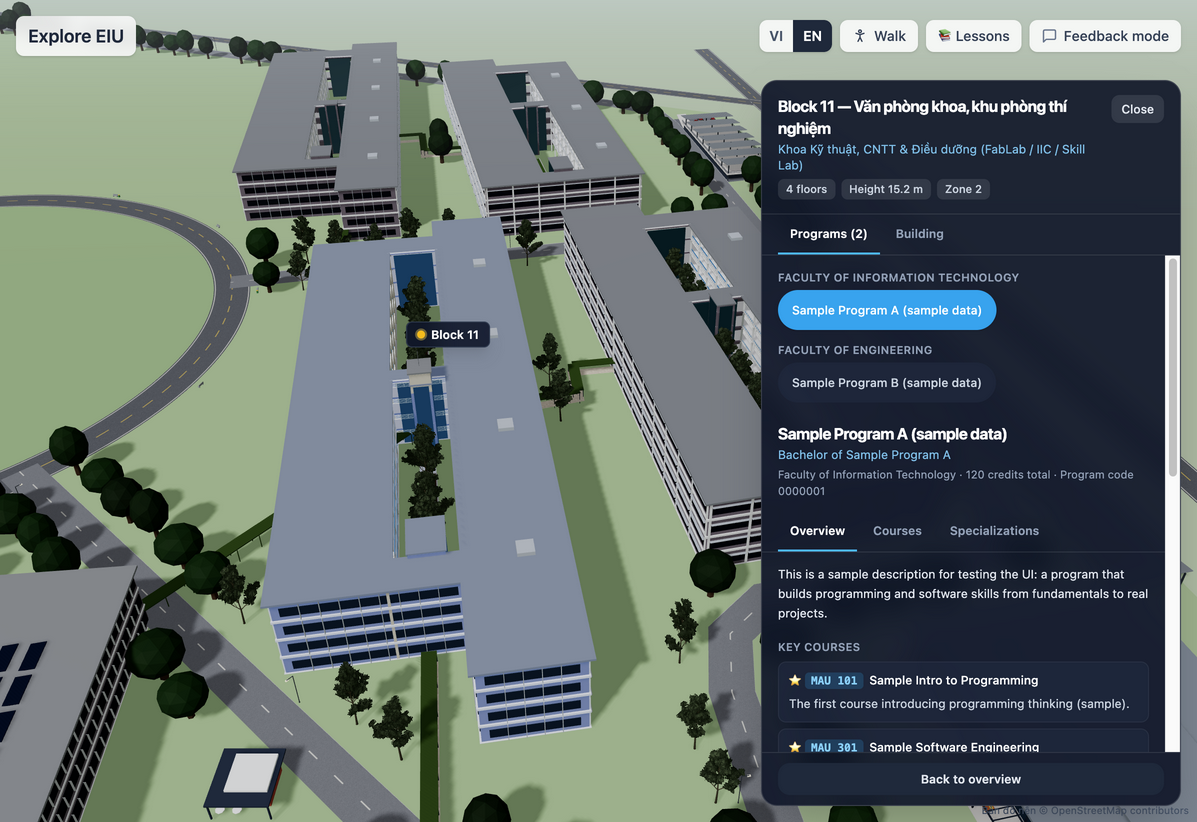 Explore EIU
VI
EN
Walk
Lessons
Feedback mode
Block 11 — Văn phòng khoa, khu phòng thí
nghiệm
Close
Khoa Kỹ thuật, CNTT & Điều dưỡng (FabLab / IIC / Skill
Lab)
4 floors
Height 15.2 m
Zone 2
Programs (2)
Building
FACULTY OF INFORMATION TECHNOLOGY
Sample Program A (sample data)
FACULTY OF ENGINEERING
Sample Program B (sample data)
Sample Program A (sample data)
Bachelor of Sample Program A
Faculty of Information Technology · 120 credits total · Program code
0000001
Overview
Courses
Specializations
This is a sample description for testing the UI: a program that
builds programming and software skills from fundamentals to real
projects.
KEY COURSES
MAU 101 Sample Intro to Programming
The first course introducing programming thinking (sample).
MAU 301 Sample Software Engineering
Back to overview
Block 11
© OpenStreetMap contributors